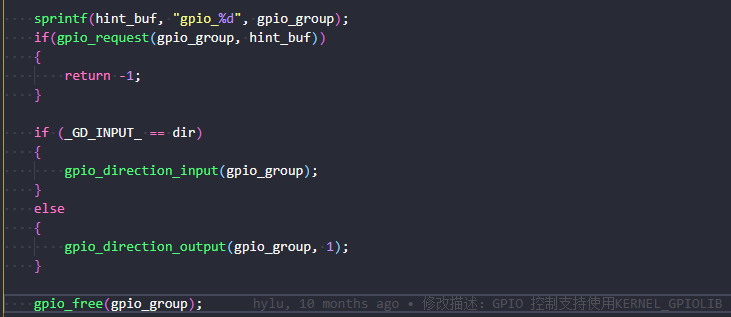 sprintf(hint_buf, "gpio_%d", gpio_group);
if(gpio_request(gpio_group, hint_buf))
{
return -1;
}
if (_GD_INPUT_ == dir)
{
gpio_direction_input(gpio_group);
}
else
{
gpio_direction_output(gpio_group, 1);
}
gpio_free(gpio_group); hylu, 10 months ago • 修改描述: GPIO 控制支持使用KERNEL_GPIOLIB